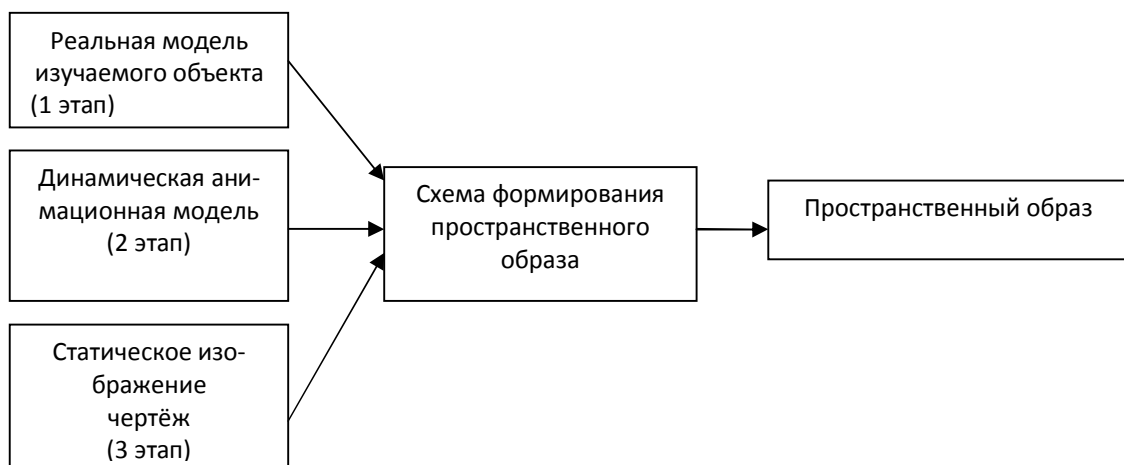 Реальная модель
изучаемого объекта
(1 этап)
Динамическая ани-
мационная модель
(2 этап)
Статическое изо-
бражение
чертёж
(3 этап)
Схема формирования
пространственного
образа
Пространственный образ